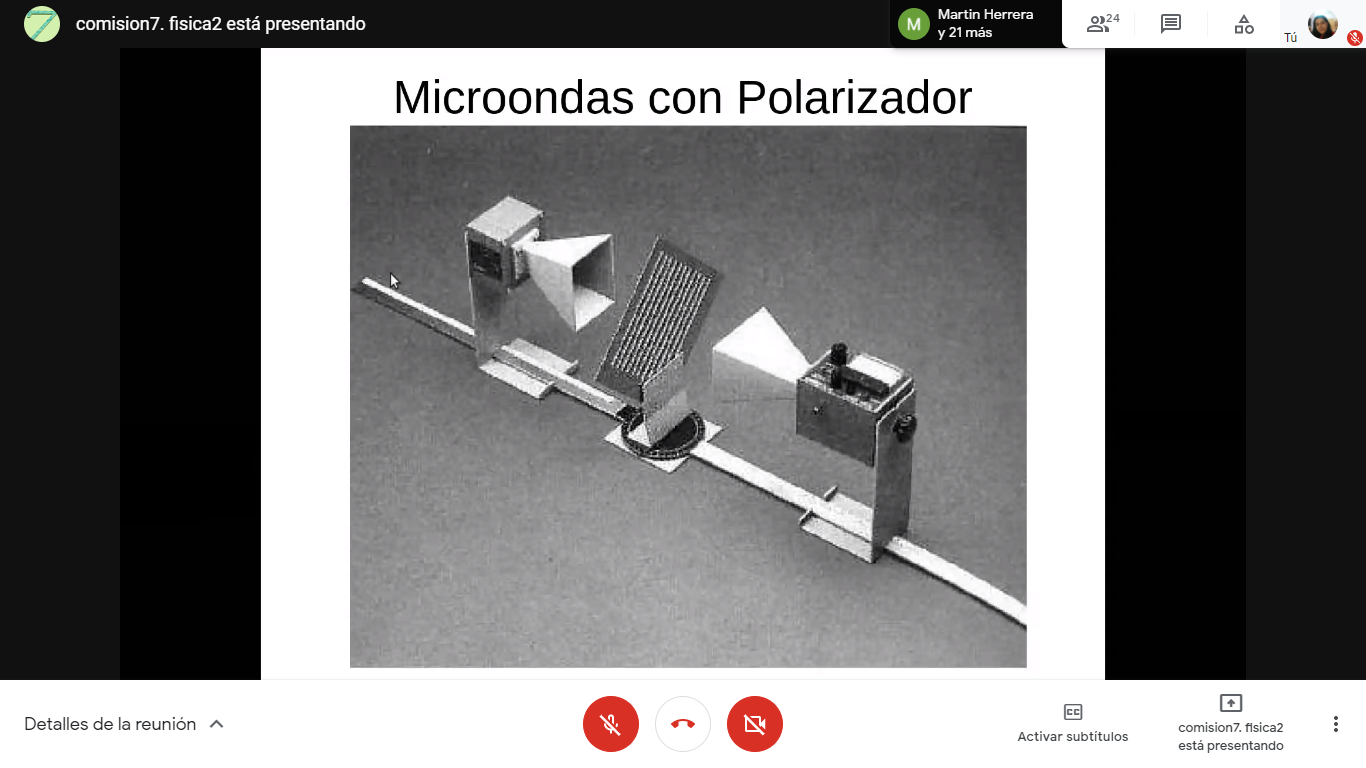 comision7. fisica2 está presentando
M
Martin Herrera
y 21 más
24
Tú
Microondas con Polarizador
Detalles de la reunión
CC
Activar subtítulos
comision7. fisica2
está presentando